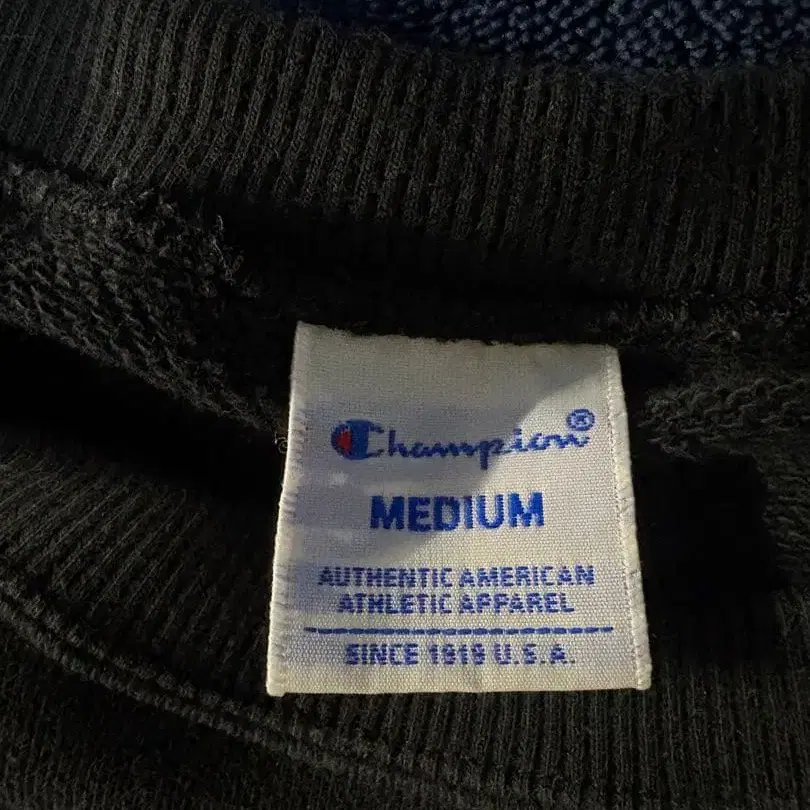 Champion®
MEDIUM
AUTHENTIC AMERICAN
ATHLETIC APPAREL
SINCE 1919 U.S.A.